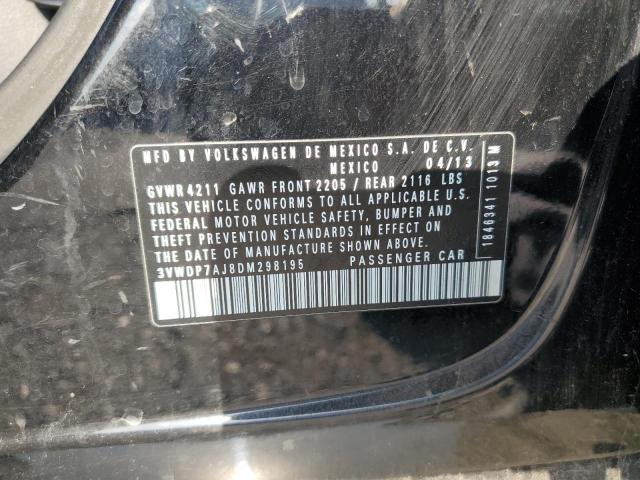 MFD BY VOLKSWAGEN DE MEXICO S.A. DE C.V.
MEXICO 04/13
GVWR 4211 GAWR FRONT 2205 / REAR 2116 LBS
THIS VEHICLE CONFORMS TO ALL APPLICABLE U.S.
FEDERAL MOTOR VEHICLE SAFETY, BUMPER AND
THEFT PREVENTION STANDARDS IN EFFECT ON
THE DATE OF MANUFACTURE SHOWN ABOVE.
3VWDP7AJ8DM298195 PASSENGER CAR
1846341 1013 M